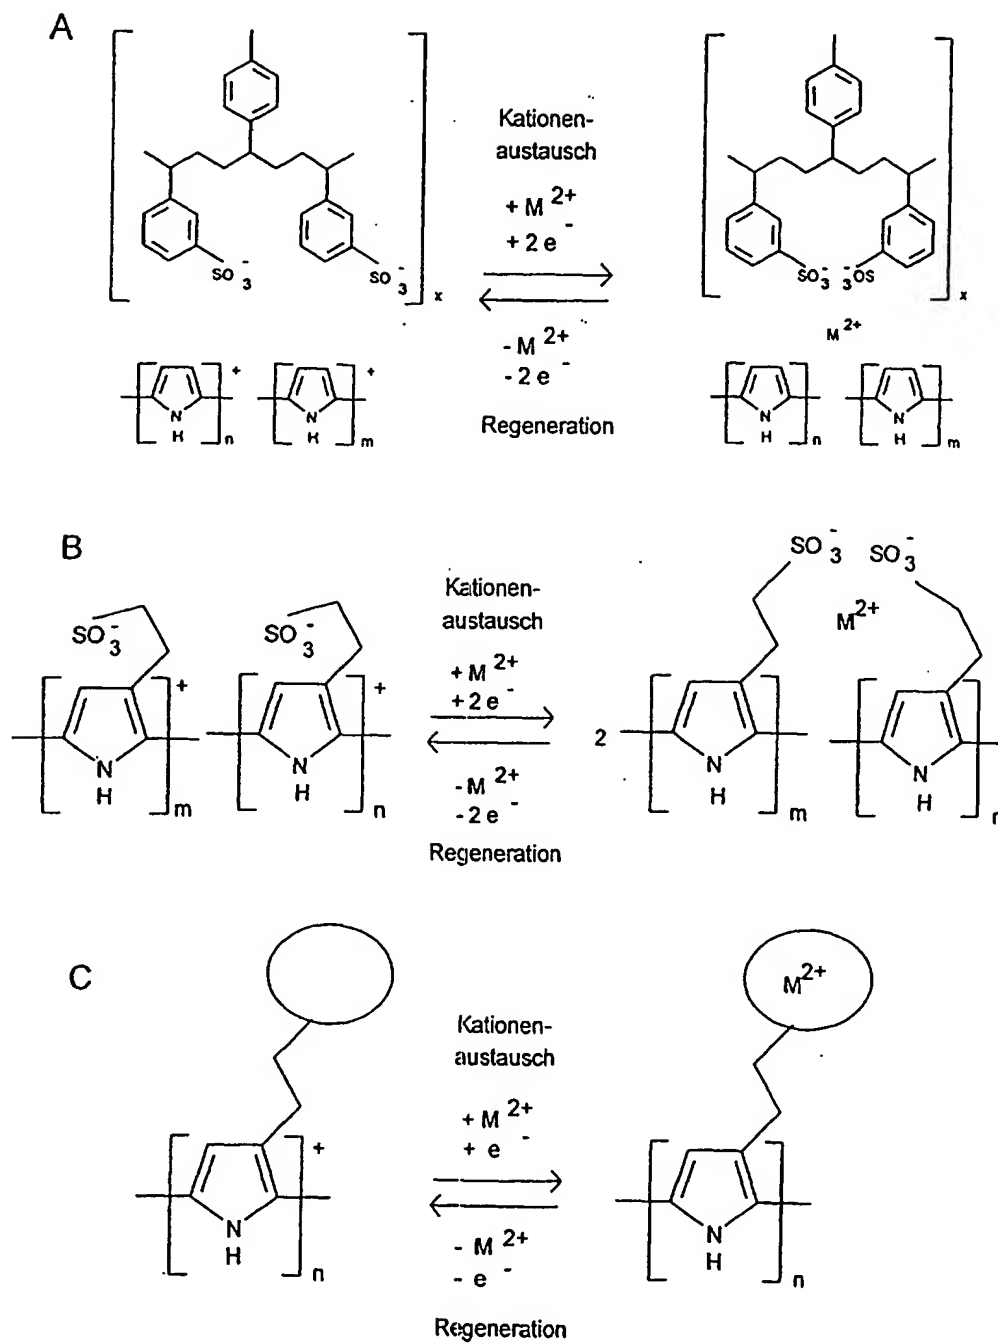 A
Kationen-
austausch
+ M 2+
+ 2 e -
SO 3 -
SO 3 -
x
SO 3 - - 3 OS
x
- M 2+
- 2 e -
Regeneration
M 2+
N
H
n
+
N
H
m
+
N
H
n
N
H
m
B
SO 3 -
SO 3 -
N
H
m
+
N
H
n
+
Kationen-
austausch
+ M 2+
+ 2 e -
- M 2+
- 2 e -
Regeneration
SO 3 - SO 3 -
M 2+
2
N
H
m
N
H
n
C
Kationen-
austausch
+ M 2+
+ e -
- M 2+
- e -
Regeneration
N
H
n
+
M 2+
N
H
n